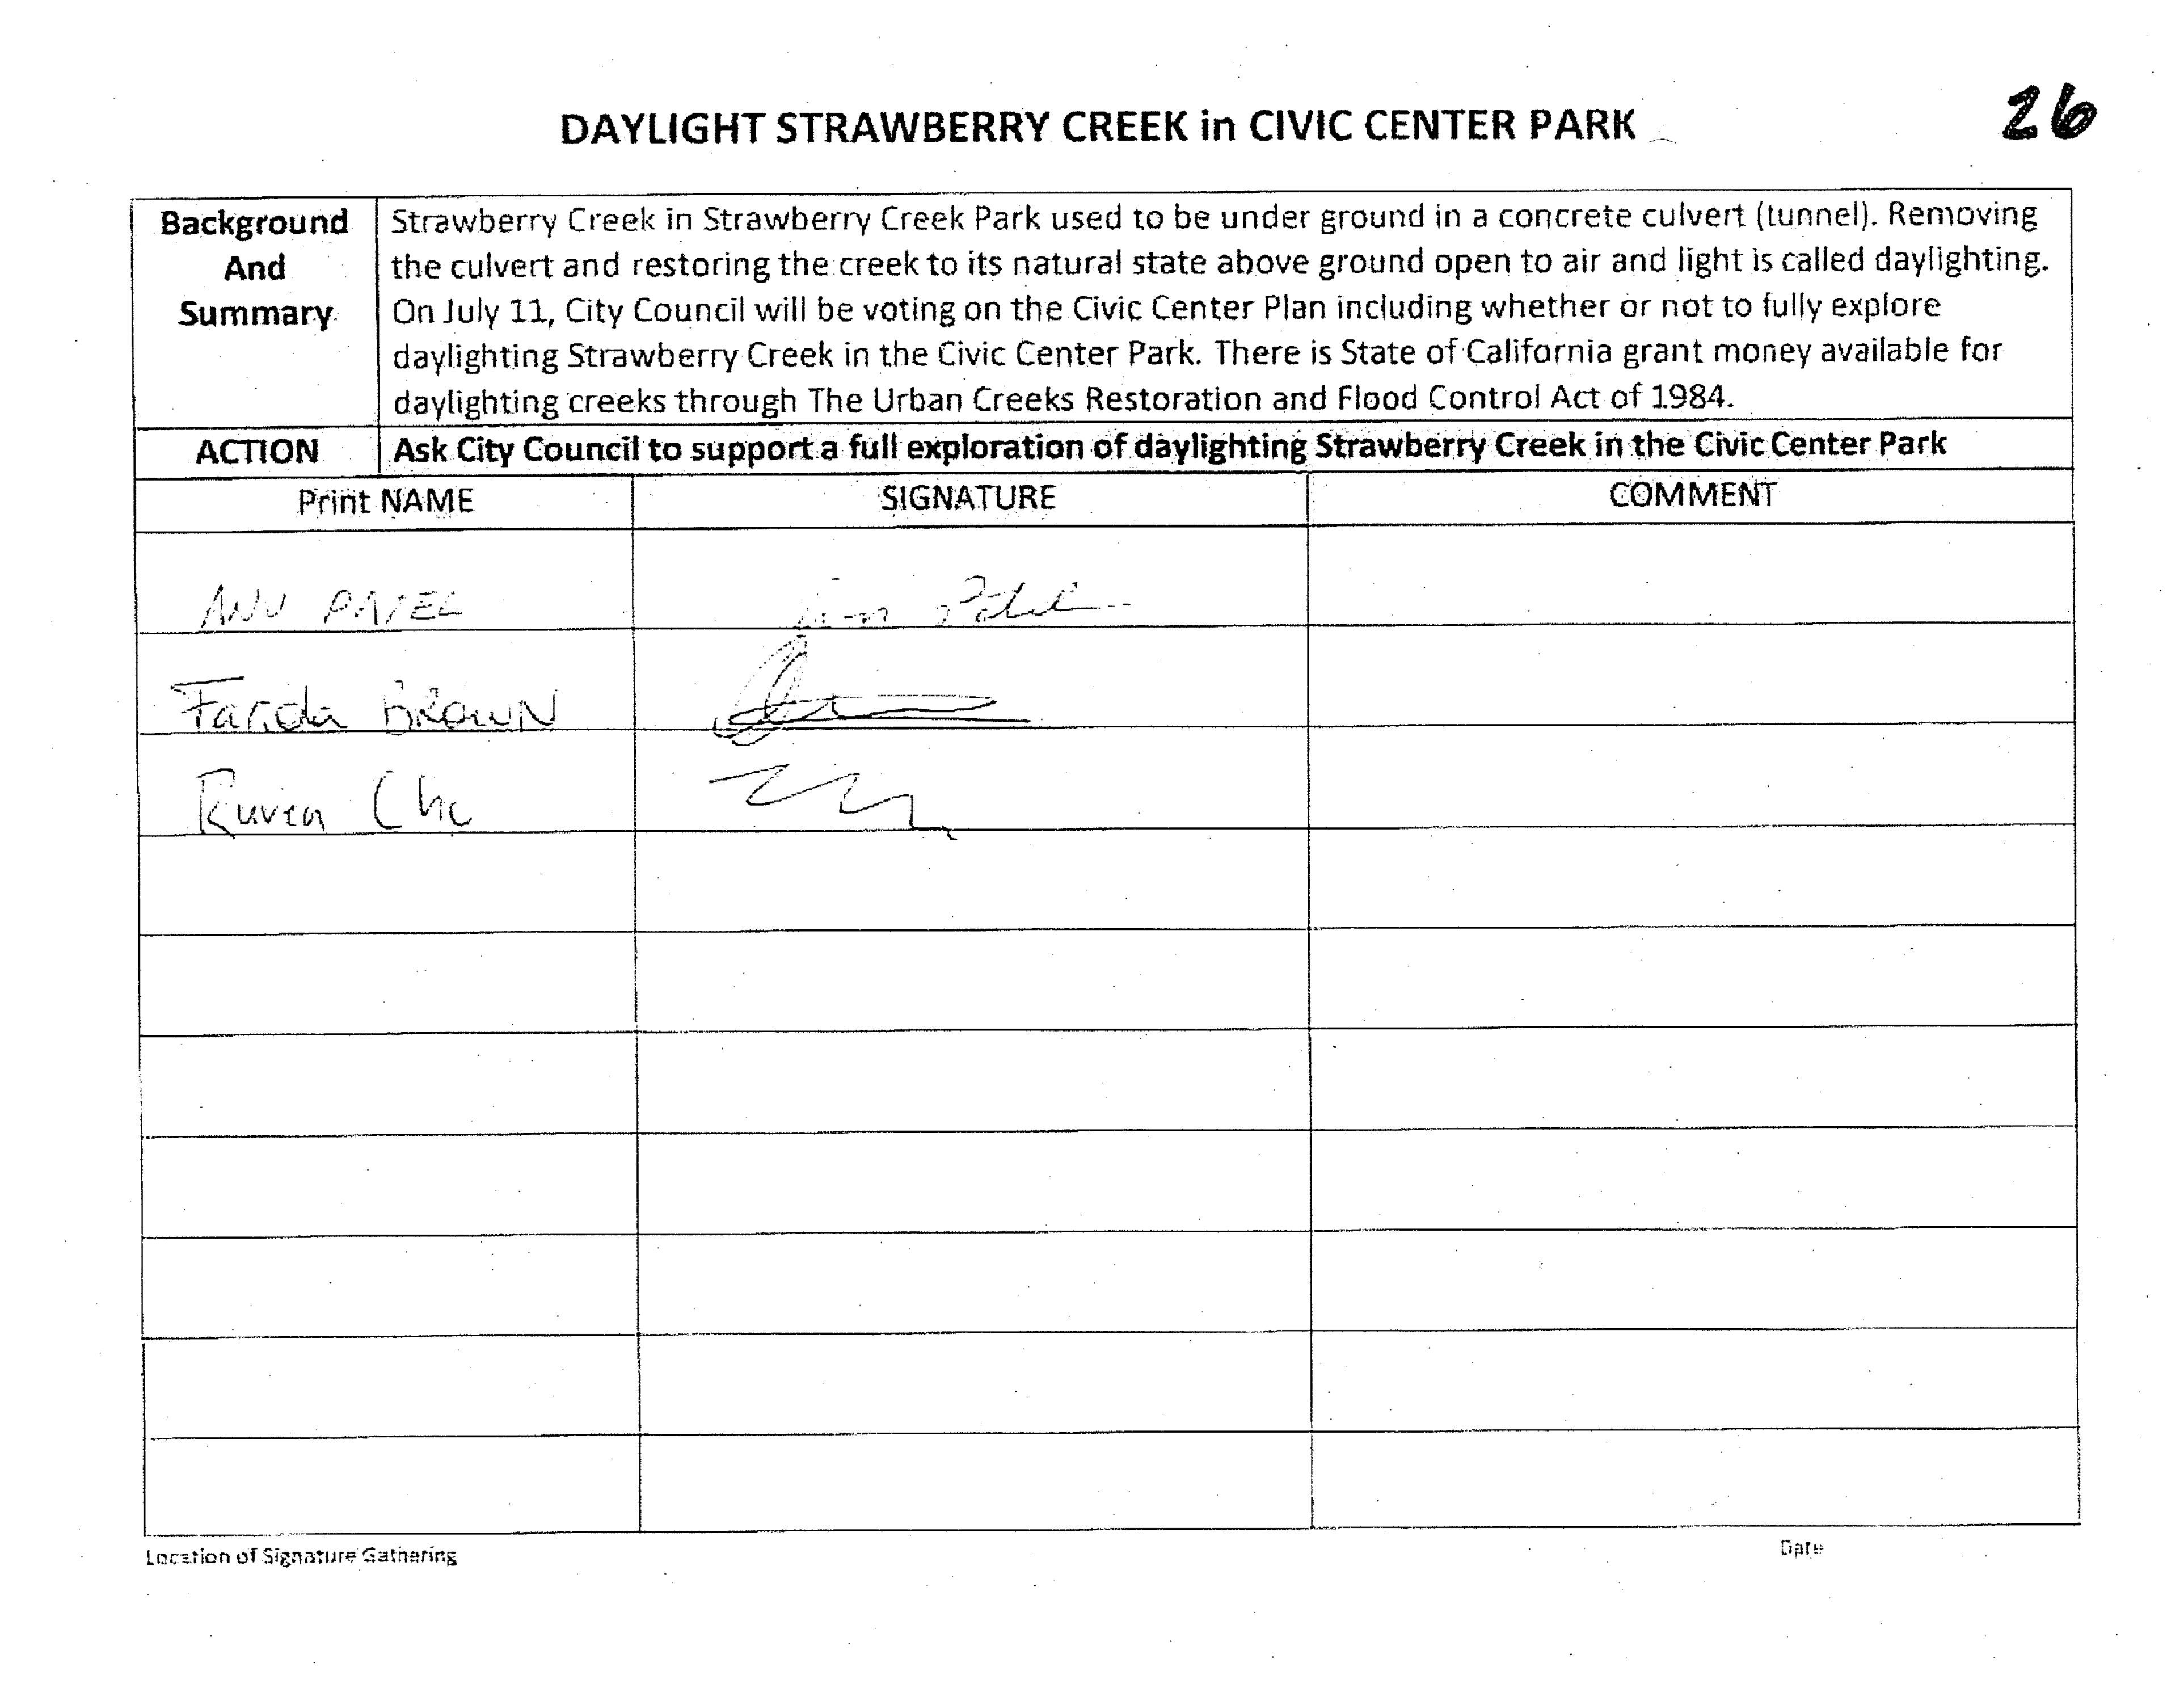 DAYLIGHT STRAWBERRY CREEK in CIVIC CENTER PARK
26
Background And Summary
Strawberry Creek in Strawberry Creek Park used to be under ground in a concrete culvert (tunnel). Removing
the culvert and restoring the creek to its natural state above ground open to air and light is called daylighting.
On July 11, City Council will be voting on the Civic Center Plan including whether or not to fully explore
daylighting Strawberry Creek in the Civic Center Park. There is State of California grant money available for
daylighting creeks through The Urban Creeks Restoration and Flood Control Act of 1984.
ACTION Ask City Council to support a full exploration of daylighting Strawberry Creek in the Civic Center Park
Print NAME SIGNATURE COMMENT
ANU PATEL
Farida BROWN
Ruven
Location of Signature Gathering Date